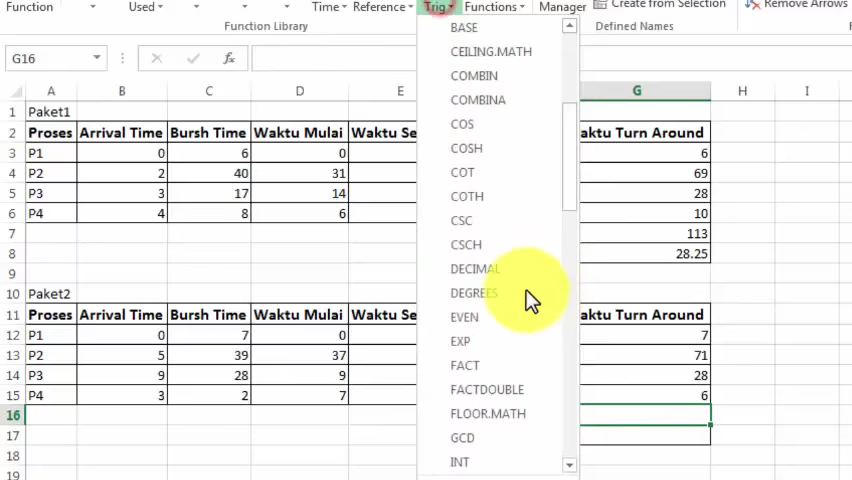 Function Used Time Reference Trig Functions Manager Create from Selection Remove Arrows
Function Library Defined Names
G16 fx
A B C D E G H I
1 Paket1
2 Proses Arrival Time Bursh Time Waktu Mulai Waktu Se aktu Turn Around
3 P1 0 6 0 6
4 P2 2 40 31 69
5 P3 3 17 14 28
6 P4 4 8 6 10
7 113
8 28.25
9
10 Paket2
11 Proses Arrival Time Bursh Time Waktu Mulai Waktu Se aktu Turn Around
12 P1 0 7 0 7
13 P2 5 39 37 71
14 P3 9 28 9 28
15 P4 3 2 7 6
16
17
18
19
BASE
CEILING.MATH
COMBIN
COMBINA
COS
COSH
COT
COTH
CSC
CSCH
DECIMAL
DEGREES
EVEN
EXP
FACT
FACTDOUBLE
FLOOR.MATH
GCD
INT